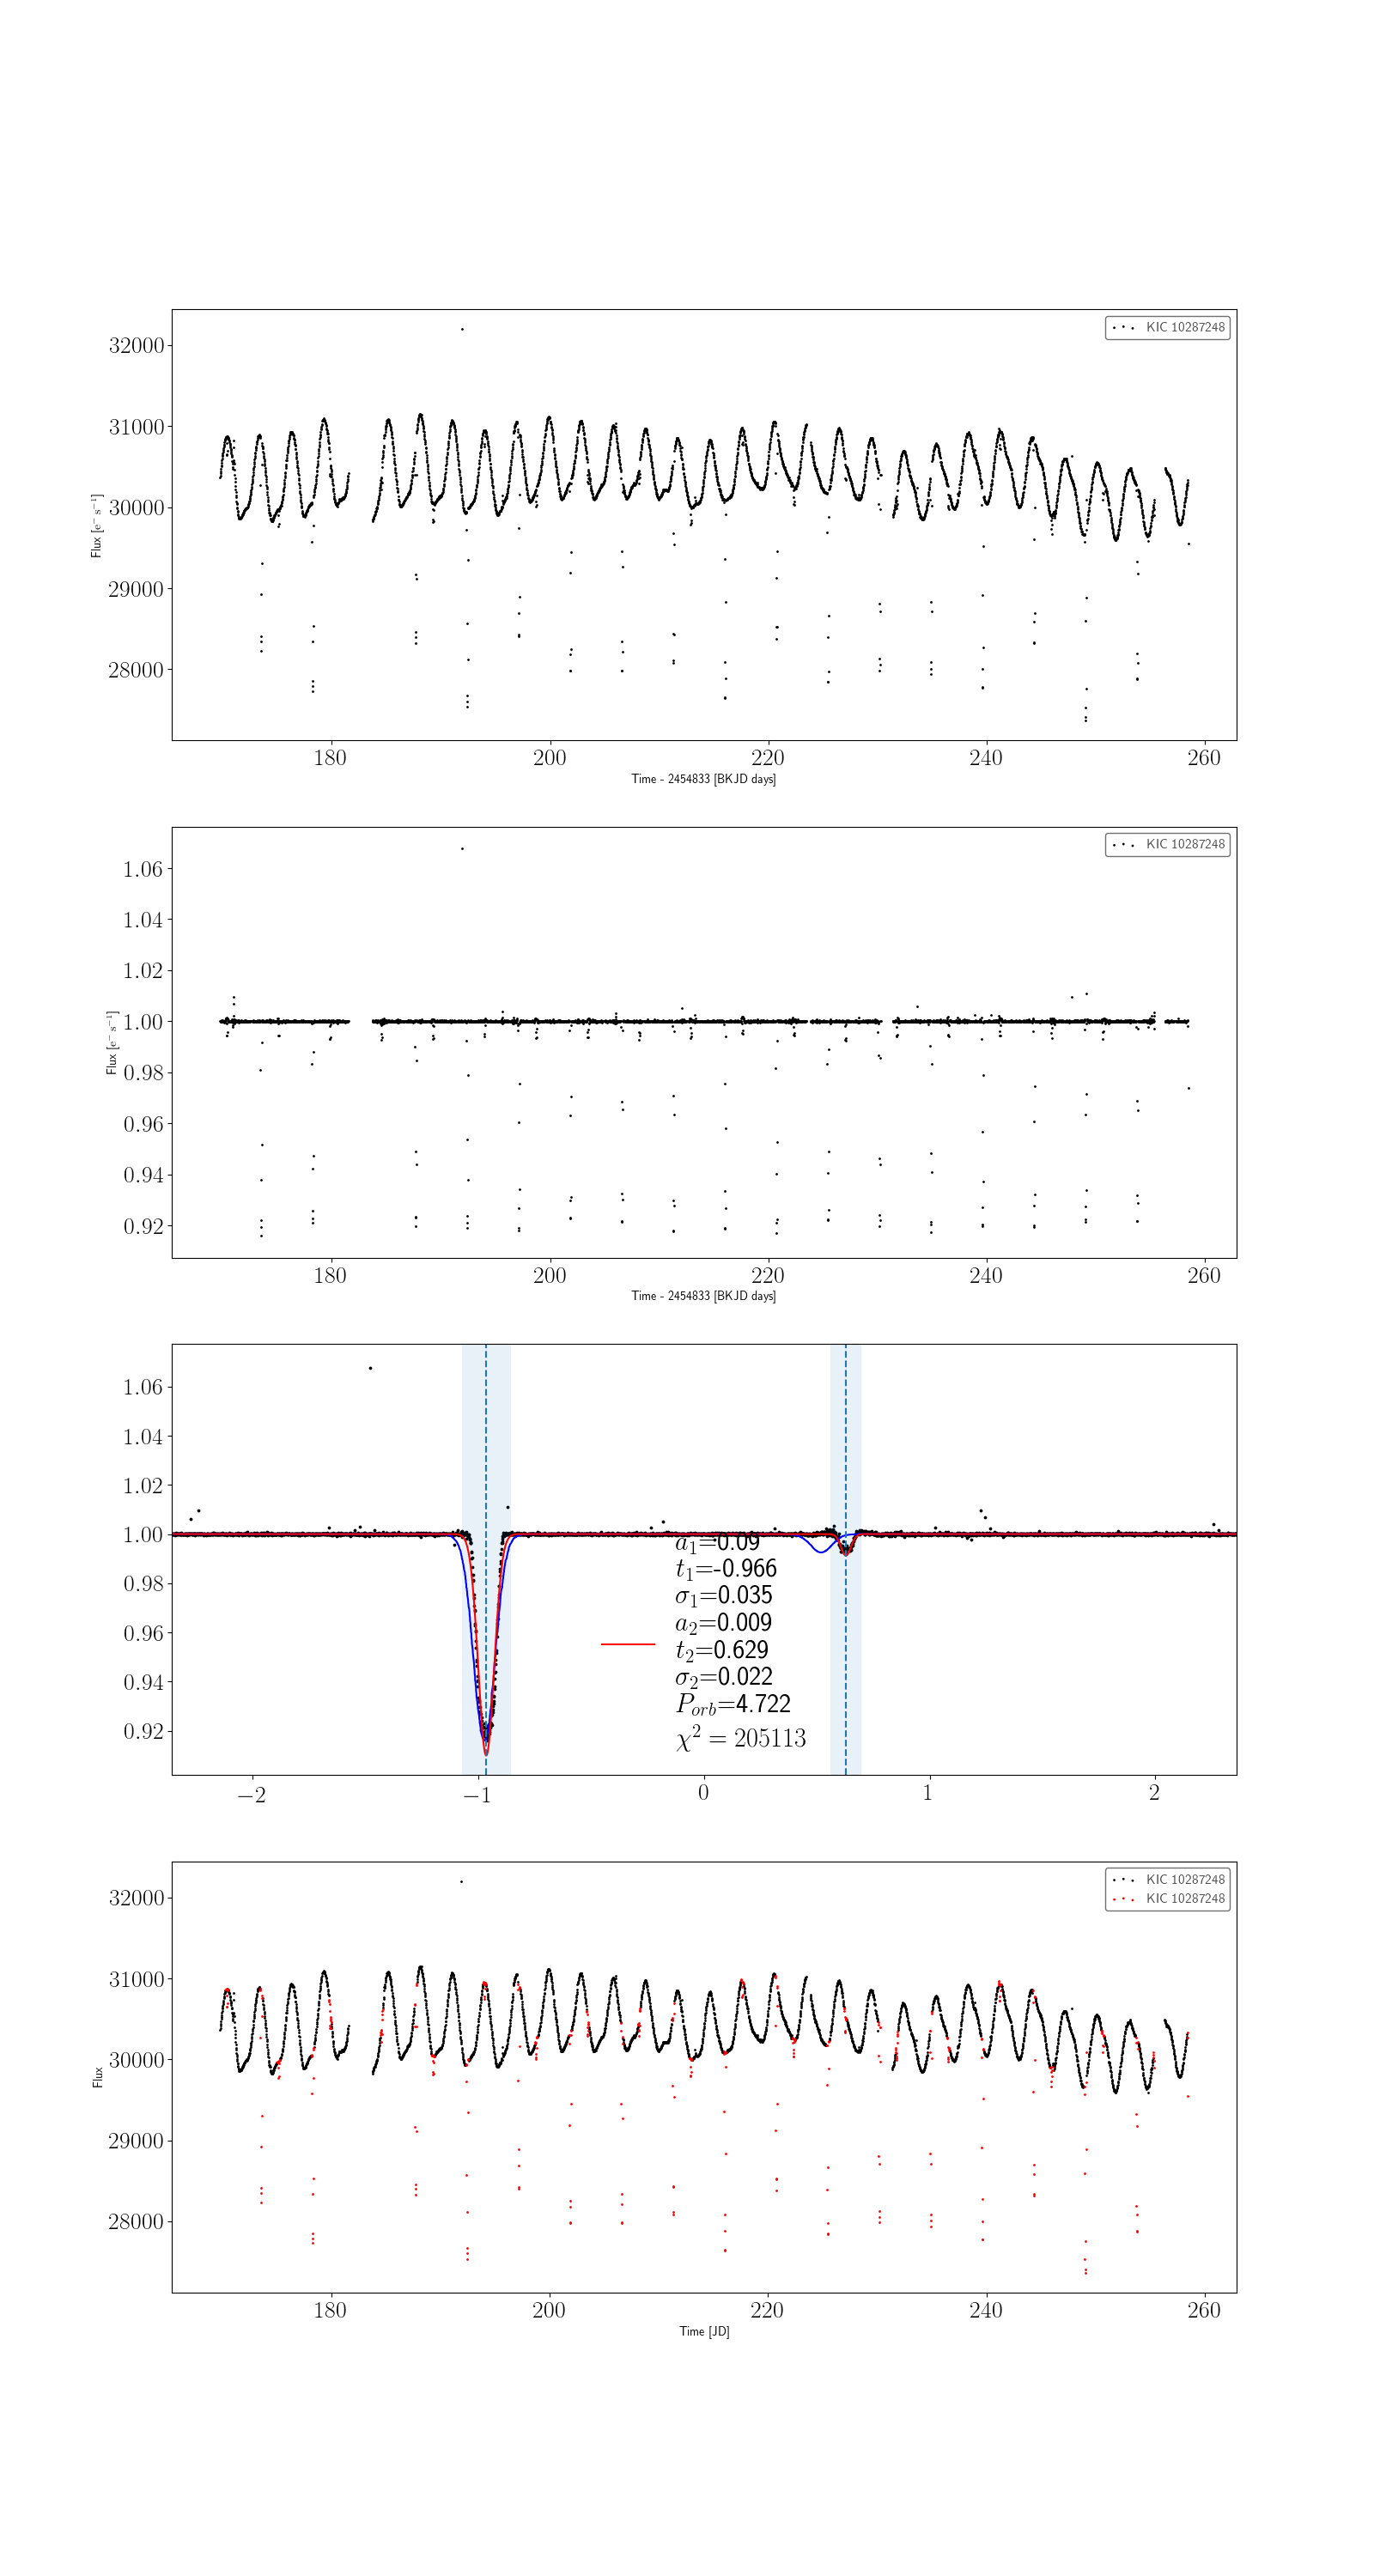 KIC 10287248
32000
31000
30000
29000
28000
Flux [e⁻ s⁻¹]
180 200 220 240 260
Time - 2454833 [BKJD days]
KIC 10287248
1.06
1.04
1.02
1.00
0.98
0.96
0.94
0.92
Flux [e⁻ s⁻¹]
180 200 220 240 260
Time - 2454833 [BKJD days]
1.06
1.04
1.02
1.00
0.98
0.96
0.94
0.92
a₁=0.09
t₁=-0.966
σ₁=0.035
a₂=0.009
t₂=0.629
σ₂=0.022
P_orb=4.722
χ² = 205113
−2 −1 0 1 2
KIC 10287248
KIC 10287248
32000
31000
30000
29000
28000
Flux
180 200 220 240 260
Time [JD]